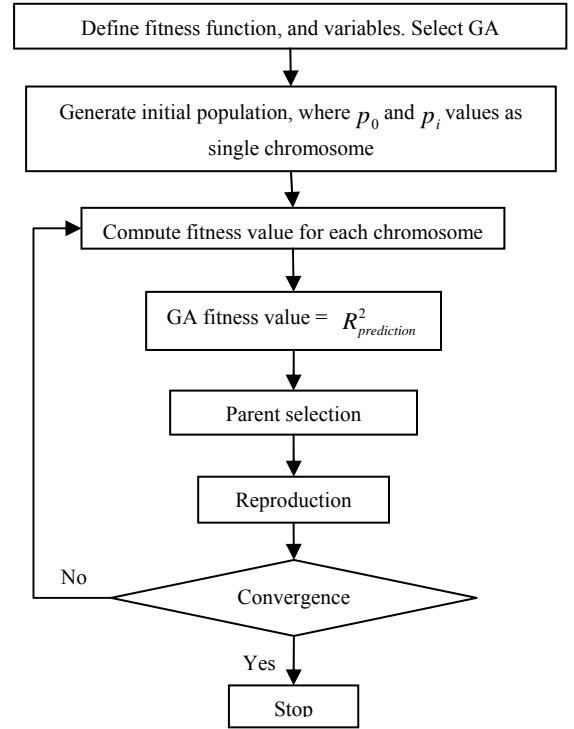 Define fitness function, and variables. Select GA
Generate initial population, where p₀ and pᵢ values as
single chromosome
Compute fitness value for each chromosome
GA fitness value = R²prediction
Parent selection
Reproduction
Convergence
No
Yes
Stop